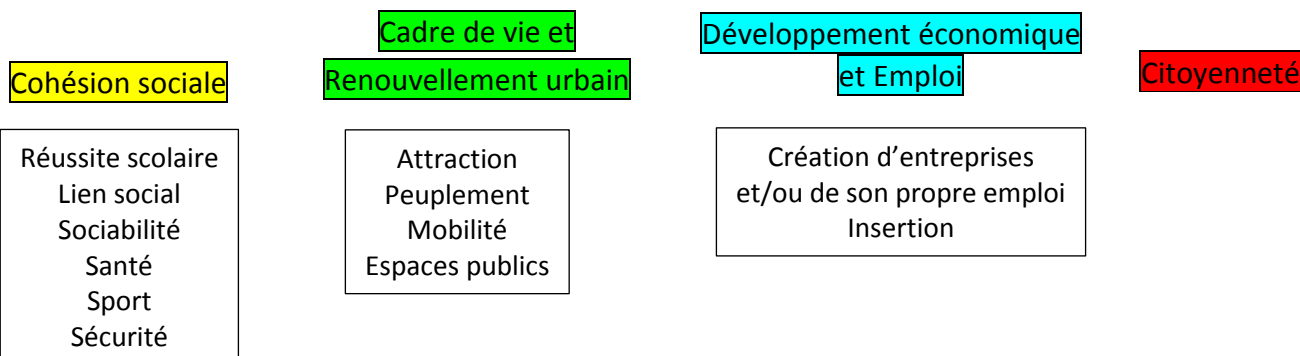 Cohésion sociale
Cadre de vie et
Renouvellement urbain
Développement économique
et Emploi
Citoyenneté
Réussite scolaire
Lien social
Sociabilité
Santé
Sport
Sécurité
Attraction
Peuplement
Mobilité
Espaces publics
Création d’entreprises
et/ou de son propre emploi
Insertion